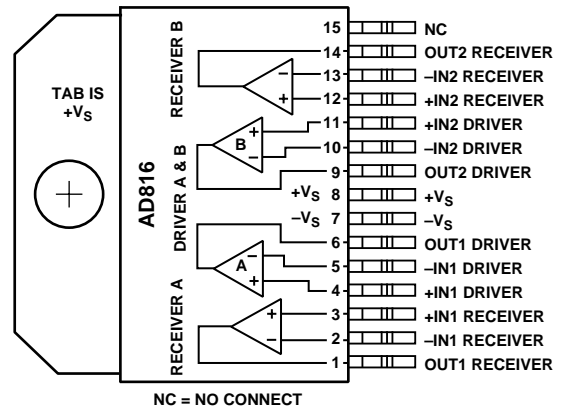 TAB IS
+VS
AD816
RECEIVER B
DRIVER A & B
RECEIVER A
15 NC
14 OUT2 RECEIVER
− 13 –IN2 RECEIVER
+ 12 +IN2 RECEIVER
+ 11 +IN2 DRIVER
B
− 10 –IN2 DRIVER
9 OUT2 DRIVER
+VS 8 +VS
–VS 7 –VS
6 OUT1 DRIVER
A
− 5 –IN1 DRIVER
+ 4 +IN1 DRIVER
+ 3 +IN1 RECEIVER
− 2 –IN1 RECEIVER
1 OUT1 RECEIVER
NC = NO CONNECT